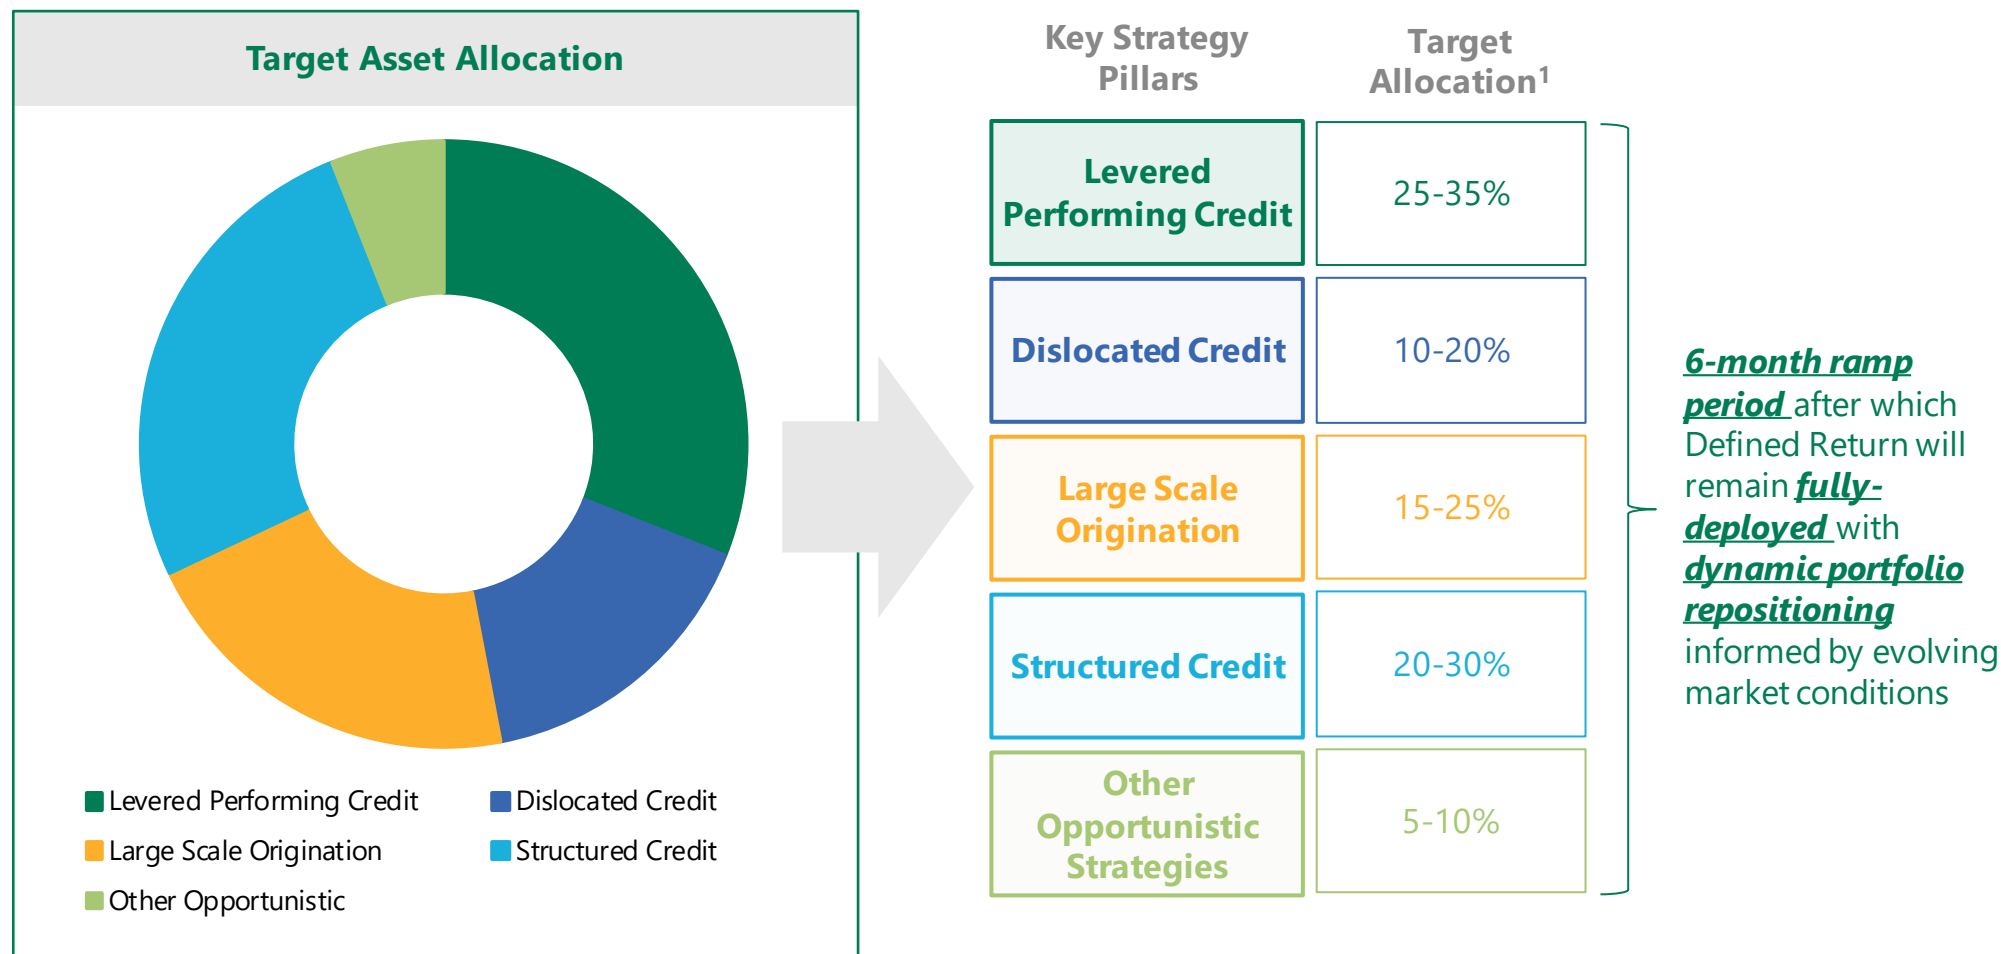 Target Asset Allocation
Levered Performing Credit
Dislocated Credit
Large Scale Origination
Structured Credit
Other Opportunistic
Key Strategy
Pillars
Target
Allocation¹
Levered
Performing Credit
25-35%
Dislocated Credit
10-20%
Large Scale
Origination
15-25%
Structured Credit
20-30%
Other
Opportunistic
Strategies
5-10%
6-month ramp
period after which
Defined Return will
remain fully-
deployed with
dynamic portfolio
repositioning
informed by evolving
market conditions